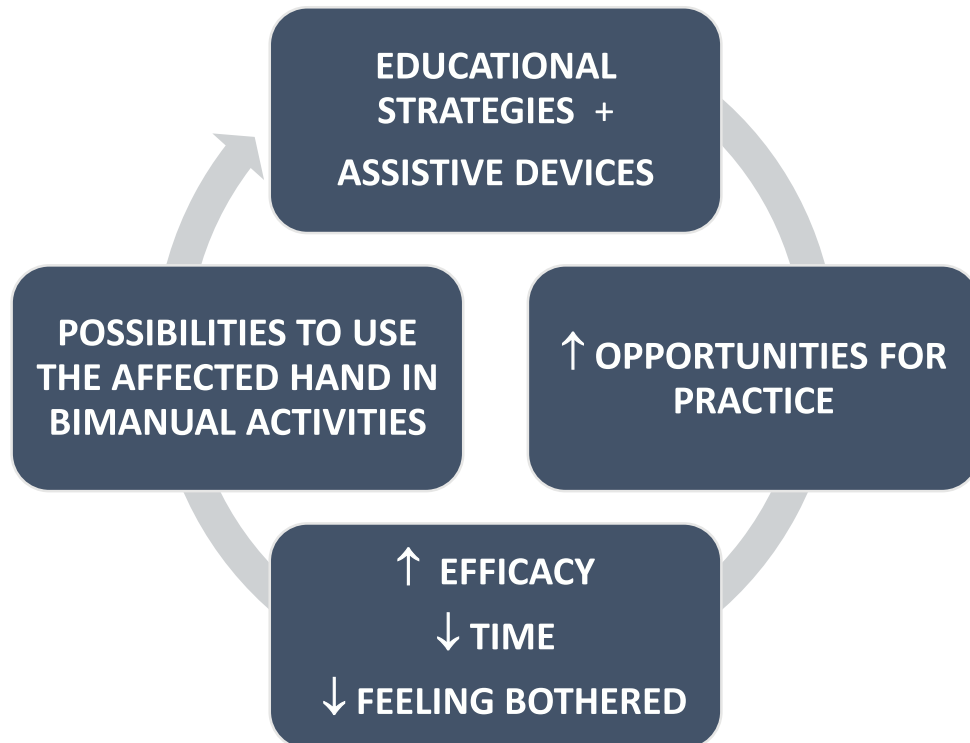 EDUCATIONAL
STRATEGIES +
ASSISTIVE DEVICES
↑ OPPORTUNITIES FOR
PRACTICE
↑ EFFICACY
↓ TIME
↓ FEELING BOTHERED
POSSIBILITIES TO USE
THE AFFECTED HAND IN
BIMANUAL ACTIVITIES